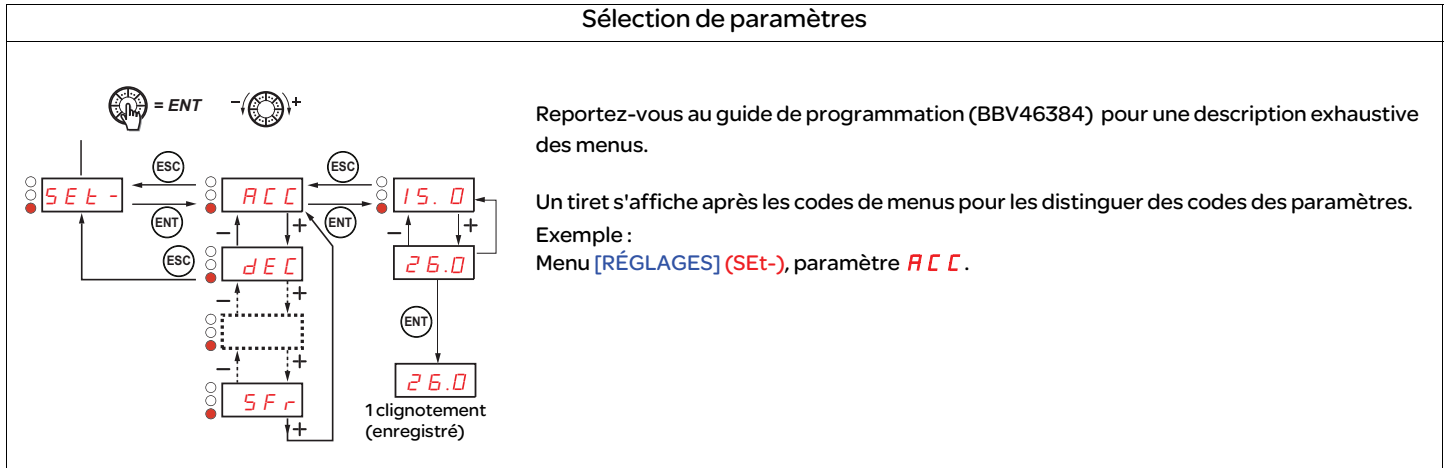 Sélection de paramètres
= ENT
- +
Reportez-vous au guide de programmation (BBV46384) pour une description exhaustive
des menus.
Un tiret s'affiche après les codes de menus pour les distinguer des codes des paramètres.
Exemple :
Menu [RÉGLAGES] (SEt-), paramètre ACC.
ESC
ESC
SEt-
ACC
15.0
ENT
ENT
- +
- +
ESC
dEC
26.0
- +
ENT
- +
SFr
26.0
+
1 clignotement
(enregistré)